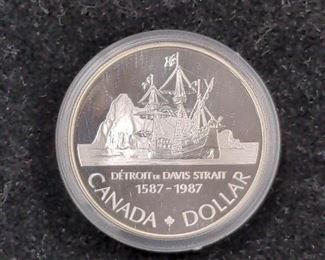 DÉTROIT DE DAVIS STRAIT
1587-1987
CANADA DOLLAR